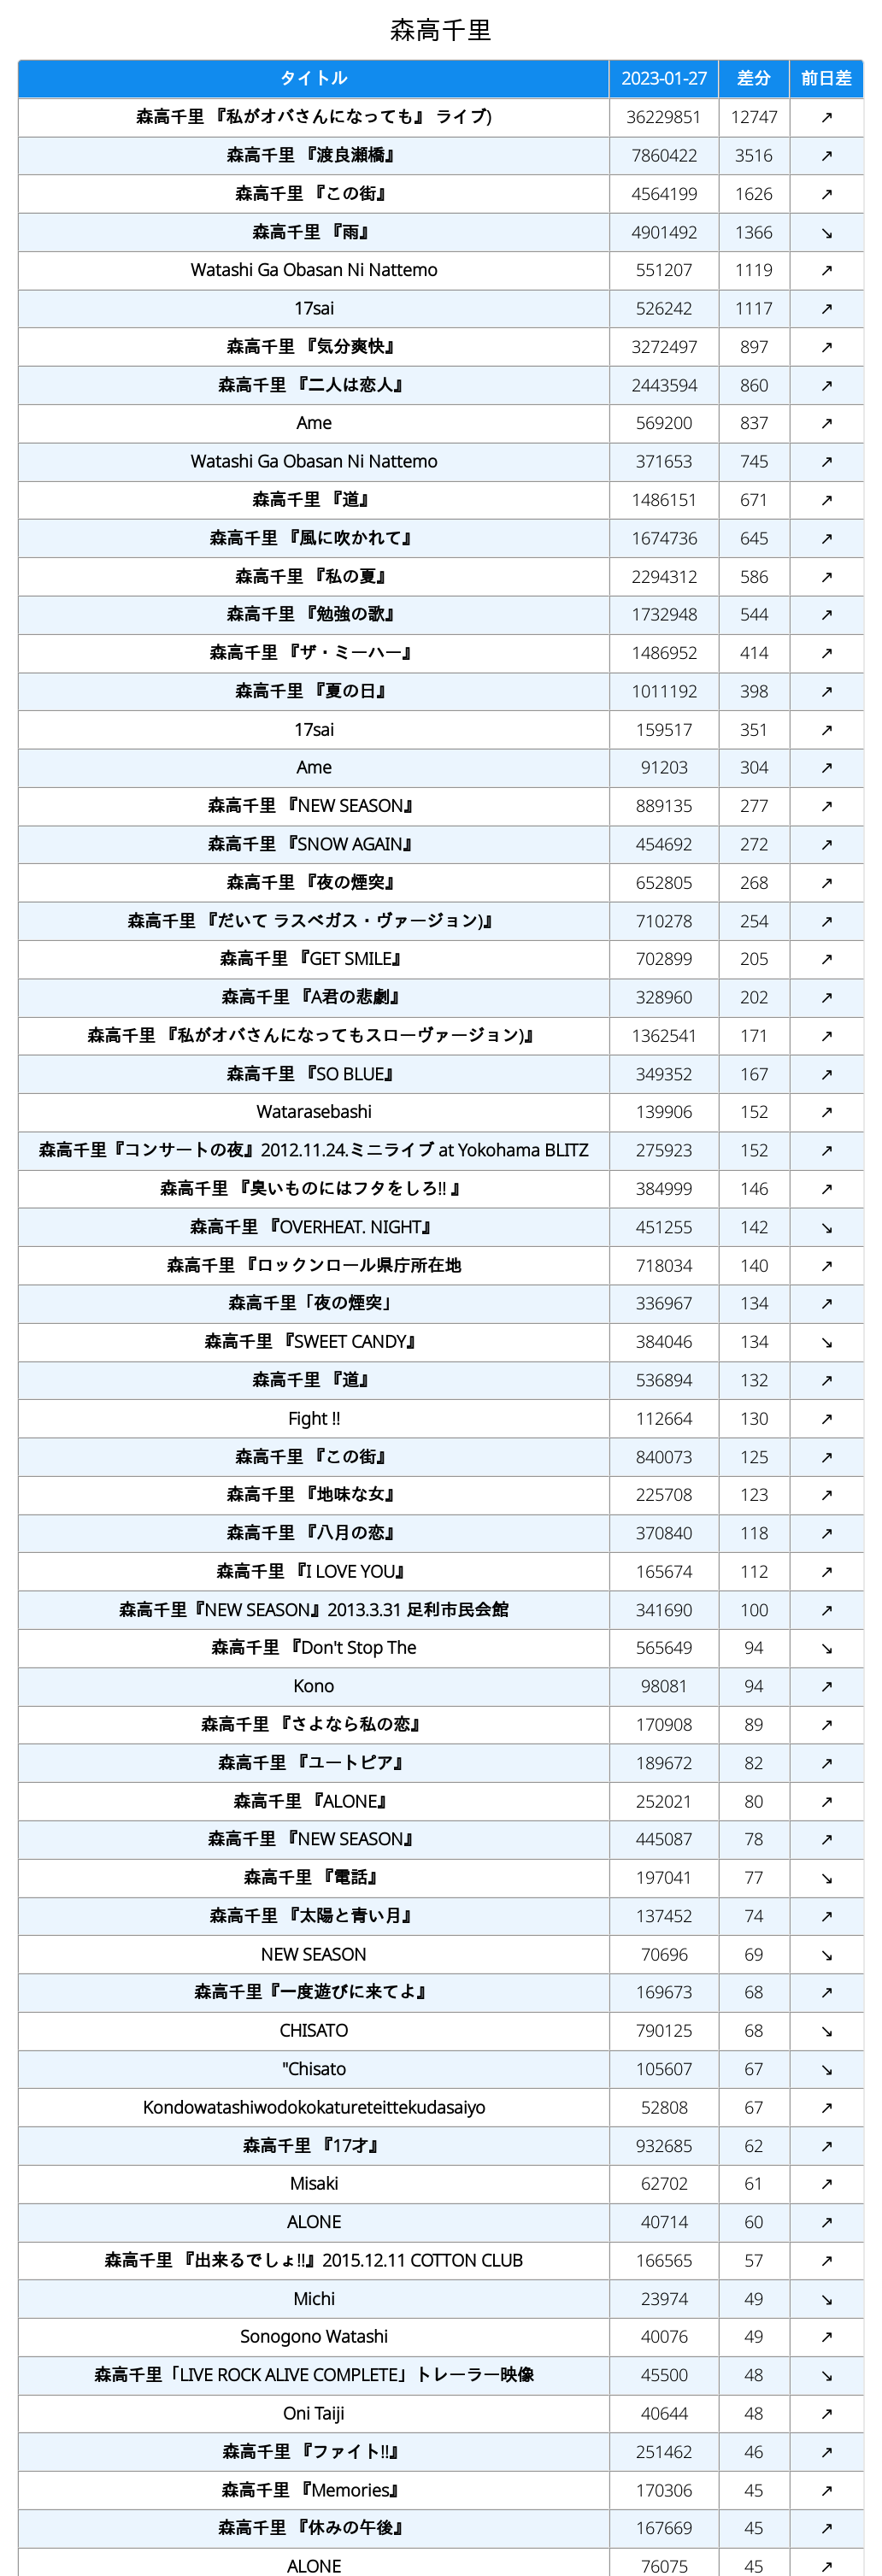 森高千里
タイトル 2023-01-27 差分 前日差
森高千里 『私がオバさんになっても』 ライブ) 36229851 12747 ↗
森高千里 『渡良瀬橋』 7860422 3516 ↗
森高千里 『この街』 4564199 1626 ↗
森高千里 『雨』 4901492 1366 ↘
Watashi Ga Obasan Ni Nattemo 551207 1119 ↗
17sai 526242 1117 ↗
森高千里 『気分爽快』 3272497 897 ↗
森高千里 『二人は恋人』 2443594 860 ↗
Ame 569200 837 ↗
Watashi Ga Obasan Ni Nattemo 371653 745 ↗
森高千里 『道』 1486151 671 ↗
森高千里 『風に吹かれて』 1674736 645 ↗
森高千里 『私の夏』 2294312 586 ↗
森高千里 『勉強の歌』 1732948 544 ↗
森高千里 『ザ・ミーハー』 1486952 414 ↗
森高千里 『夏の日』 1011192 398 ↗
17sai 159517 351 ↗
Ame 91203 304 ↗
森高千里 『NEW SEASON』 889135 277 ↗
森高千里 『SNOW AGAIN』 454692 272 ↗
森高千里 『夜の煙突』 652805 268 ↗
森高千里 『だいて ラスベガス・ヴァージョン)』 710278 254 ↗
森高千里 『GET SMILE』 702899 205 ↗
森高千里 『A君の悲劇』 328960 202 ↗
森高千里 『私がオバさんになってもスローヴァージョン)』 1362541 171 ↗
森高千里 『SO BLUE』 349352 167 ↗
Watarasebashi 139906 152 ↗
森高千里『コンサートの夜』2012.11.24.ミニライブ at Yokohama BLITZ 275923 152 ↗
森高千里 『臭いものにはフタをしろ!! 』 384999 146 ↗
森高千里 『OVERHEAT. NIGHT』 451255 142 ↘
森高千里 『ロックンロール県庁所在地 718034 140 ↗
森高千里「夜の煙突」 336967 134 ↗
森高千里 『SWEET CANDY』 384046 134 ↘
森高千里 『道』 536894 132 ↗
Fight !! 112664 130 ↗
森高千里 『この街』 840073 125 ↗
森高千里 『地味な女』 225708 123 ↗
森高千里 『八月の恋』 370840 118 ↗
森高千里 『I LOVE YOU』 165674 112 ↗
森高千里『NEW SEASON』2013.3.31 足利市民会館 341690 100 ↗
森高千里 『Don't Stop The 565649 94 ↘
Kono 98081 94 ↗
森高千里 『さよなら私の恋』 170908 89 ↗
森高千里 『ユートピア』 189672 82 ↗
森高千里 『ALONE』 252021 80 ↗
森高千里 『NEW SEASON』 445087 78 ↗
森高千里 『電話』 197041 77 ↘
森高千里 『太陽と青い月』 137452 74 ↗
NEW SEASON 70696 69 ↘
森高千里『一度遊びに来てよ』 169673 68 ↗
CHISATO 790125 68 ↘
"Chisato 105607 67 ↘
Kondowatashiwodokokatureteittekudasaiyo 52808 67 ↗
森高千里 『17才』 932685 62 ↗
Misaki 62702 61 ↗
ALONE 40714 60 ↗
森高千里 『出来るでしょ!!』2015.12.11 COTTON CLUB 166565 57 ↗
Michi 23974 49 ↘
Sonogono Watashi 40076 49 ↗
森高千里「LIVE ROCK ALIVE COMPLETE」トレーラー映像 45500 48 ↘
Oni Taiji 40644 48 ↗
森高千里 『ファイト!!』 251462 46 ↗
森高千里 『Memories』 170306 45 ↗
森高千里 『休みの午後』 167669 45 ↗
ALONE 76075 45 ↗